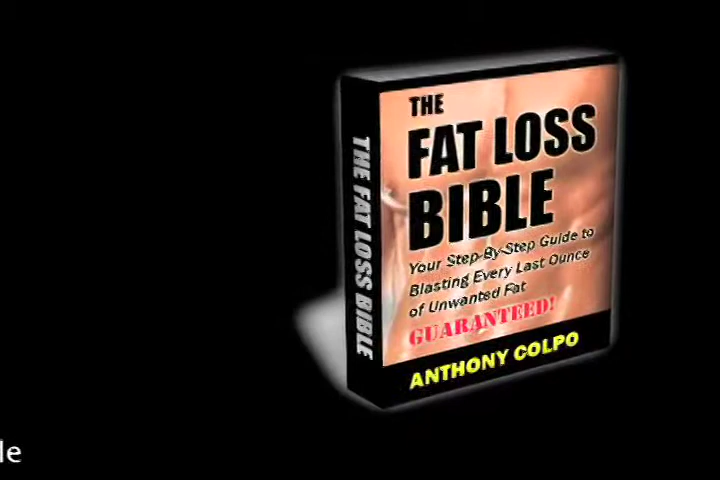 THE
FAT LOSS
BIBLE
Your Step-By-Step Guide to
Blasting Every Last Ounce
of Unwanted Fat
GUARANTEED!
ANTHONY COLPO
THE FAT LOSS BIBLE
le